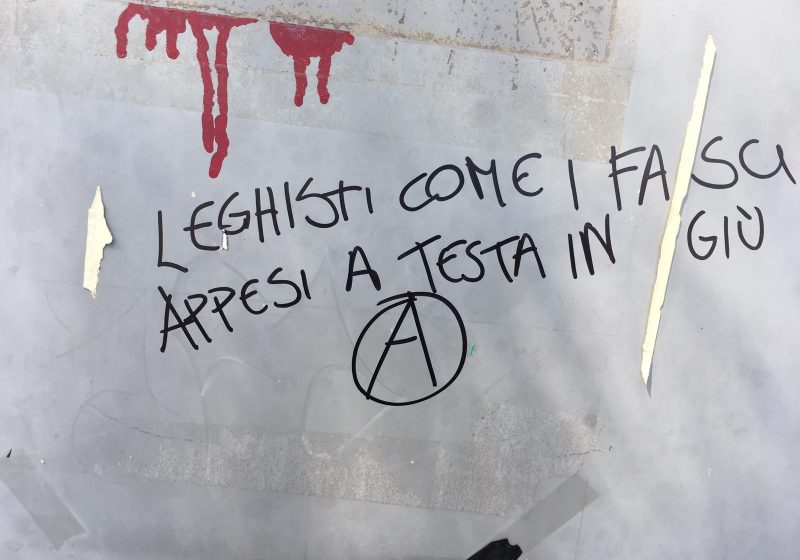 LEGHISTI COME I FASCI
APPESI A TESTA IN GIÙ
A